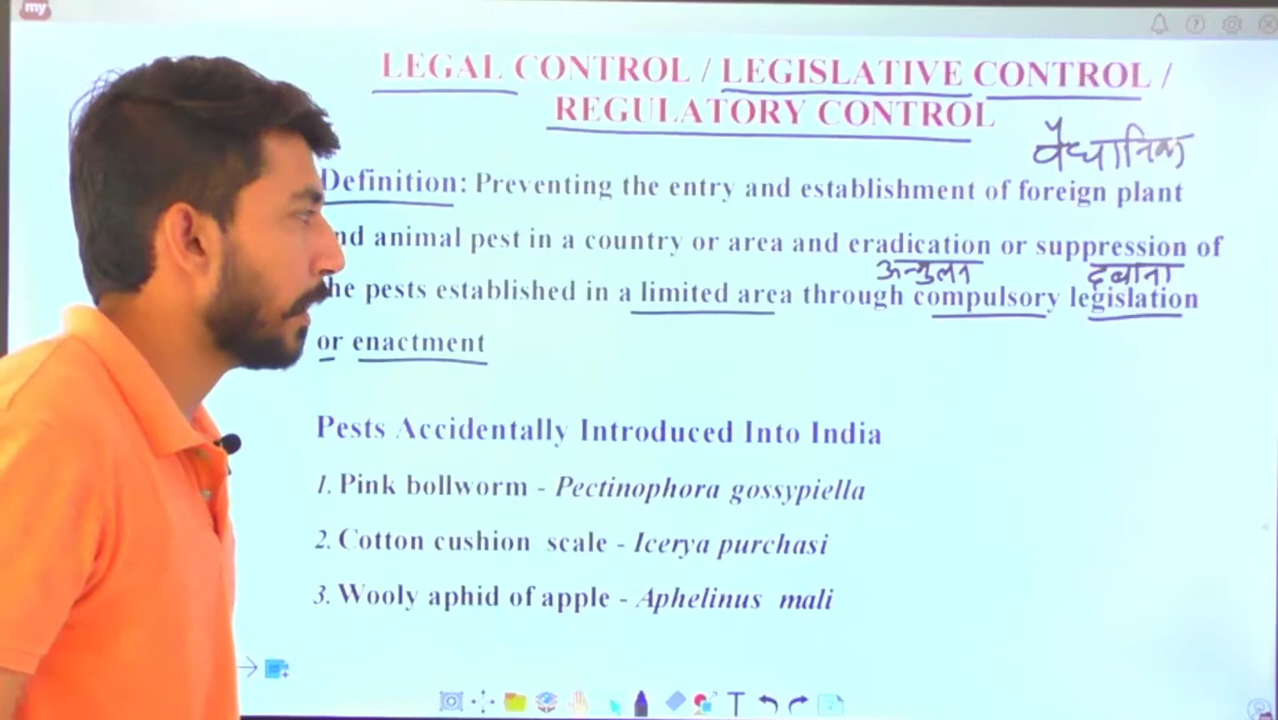 my
LEGAL CONTROL / LEGISLATIVE CONTROL /
REGULATORY CONTROL
वैधानिक
Definition: Preventing the entry and establishment of foreign plant
nd animal pest in a country or area and eradication or suppression of
उन्मुलन दबाना
he pests established in a limited area through compulsory legislation
or enactment
Pests Accidentally Introduced Into India
1. Pink bollworm - Pectinophora gossypiella
2. Cotton cushion scale - Icerya purchasi
3. Wooly aphid of apple - Aphelinus mali
T